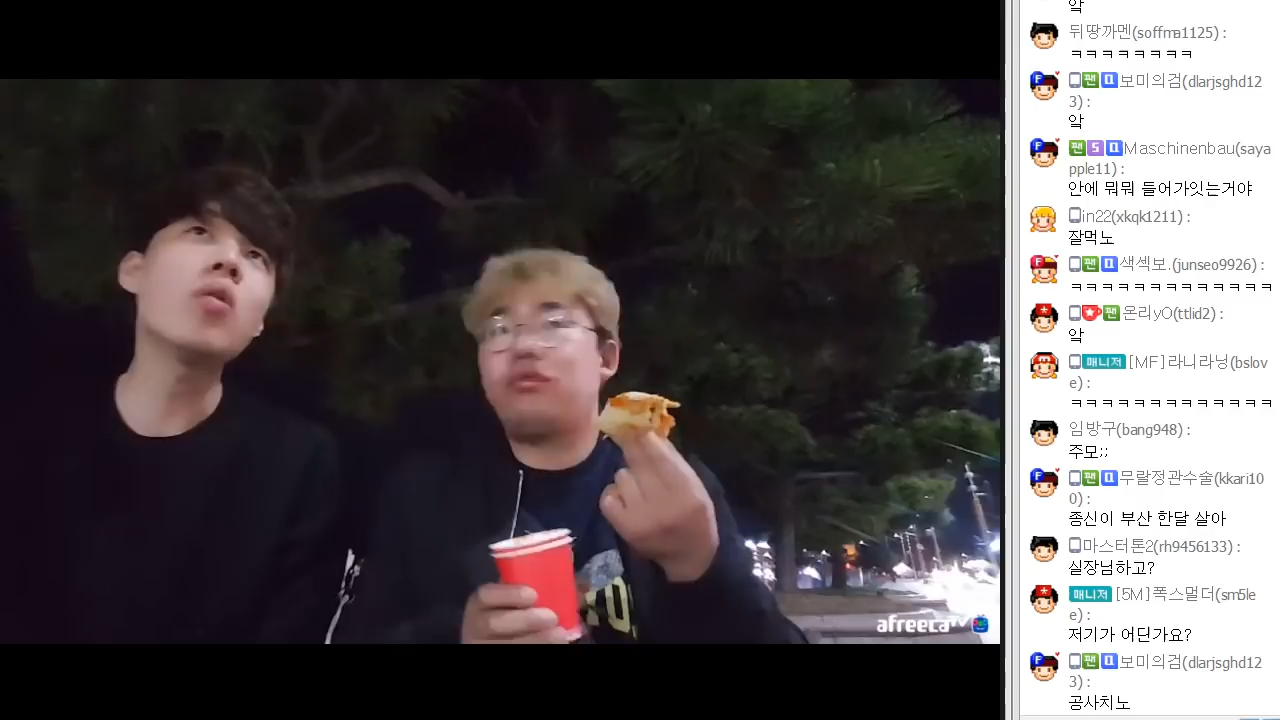 앜
뒤땅까멘(soffma1125) :
ㅋㅋㅋㅋㅋㅋㅋㅋ
팬 보미의검(dlarjsghd12
3) :
앜
팬 S Maschinenbau(saya
pple11) :
안에 뭐뭐 들어가잇는거야
in22(xkqk1211) :
잘먹노
팬 색섹보.(junseo9926) :
ㅋㅋㅋㅋㅋㅋㅋㅋㅋㅋㅋㅋㅋ
팬 온리yO(ttlid2) :
앜
매니저 [MF]라니라닝(bslov
e) :
ㅋㅋㅋㅋㅋㅋㅋㅋㅋㅋㅋㅋㅋ
임방구(bang948) :
주모;;
팬 무랄정관수술(kkari10
0) :
종신이 부산 한달 살아
마스터톤2(rh9456133) :
실장님하고?
매니저 [5M]쪽스멀더(sm5le
e) :
저기가 어딘가요?
팬 보미의검(dlarjsghd12
3) :
공사치노
afreecaTV